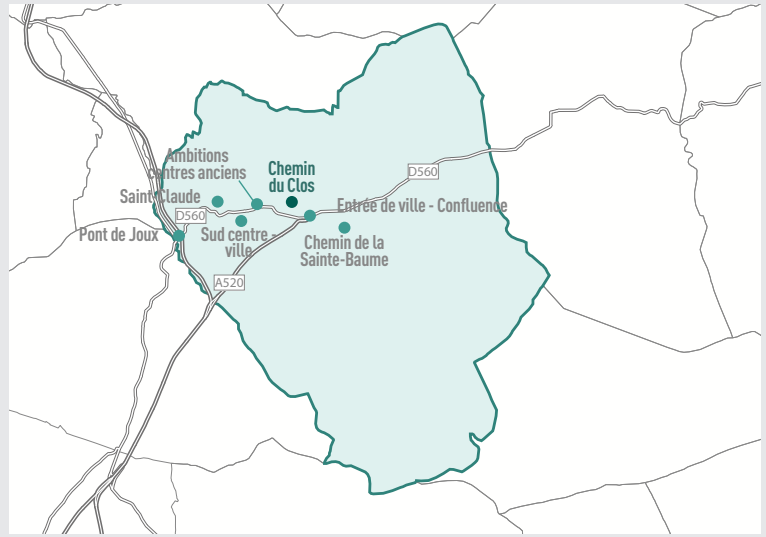 Ambitions
centres anciens
Chemin
du Clos
D560
Saint Claude
D560
Entrée de ville - Confluence
Pont de Joux
Sud centre -
ville
Chemin de la
Sainte-Baume
A520